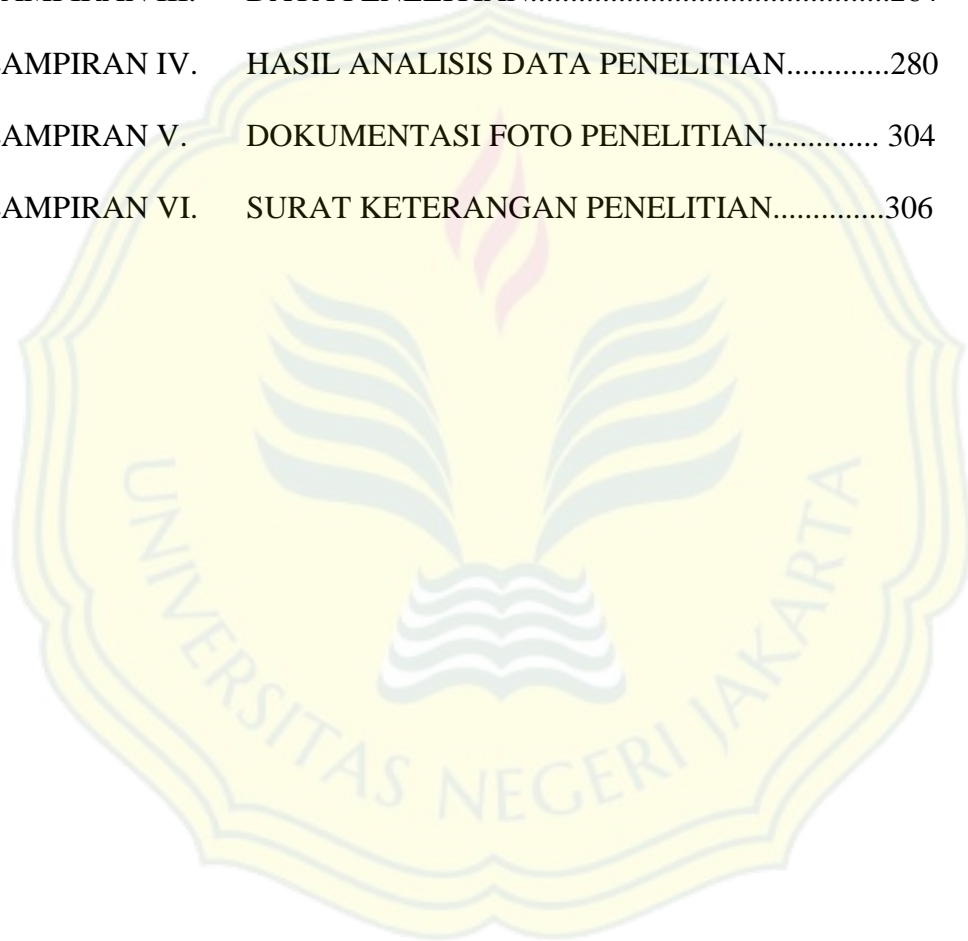 AMPIRAN IV. HASIL ANALISIS DATA PENELITIAN.............280
AMPIRAN V. DOKUMENTASI FOTO PENELITIAN.............. 304
AMPIRAN VI. SURAT KETERANGAN PENELITIAN..............306
UNIVERSITAS NEGERI JAKARTA